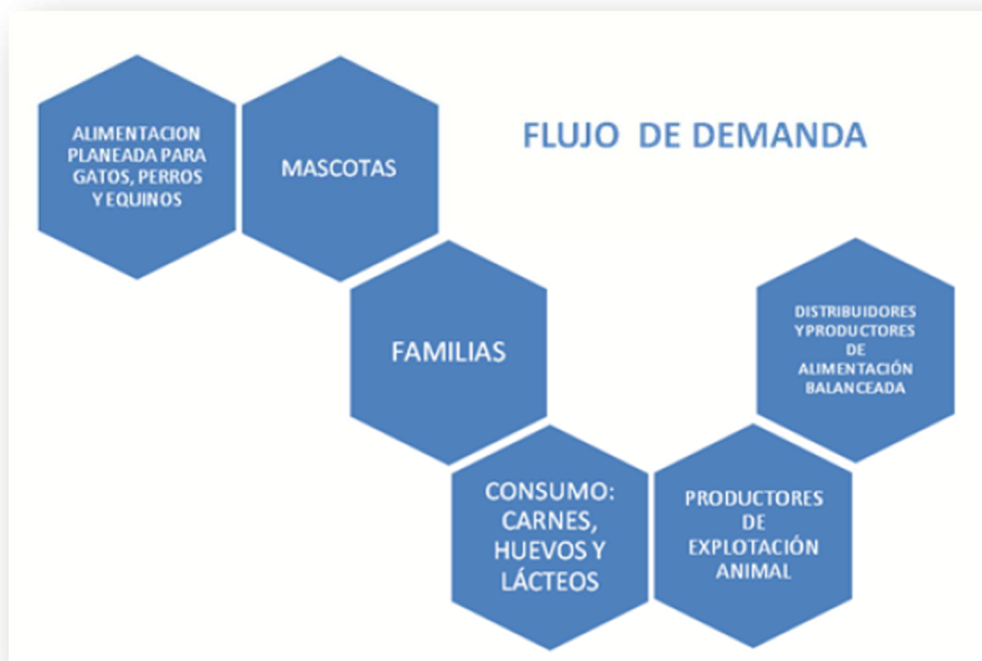 ALIMENTACION
PLANEADA PARA
GATOS, PERROS
Y EQUINOS
MASCOTAS
FLUJO DE DEMANDA
FAMILIAS
DISTRIBUIDORES
Y PRODUCTORES
DE
ALIMENTACIÓN
BALANCEADA
CONSUMO:
CARNES,
HUEVOS Y
LÁCTEOS
PRODUCTORES
DE
EXPLOTACIÓN
ANIMAL